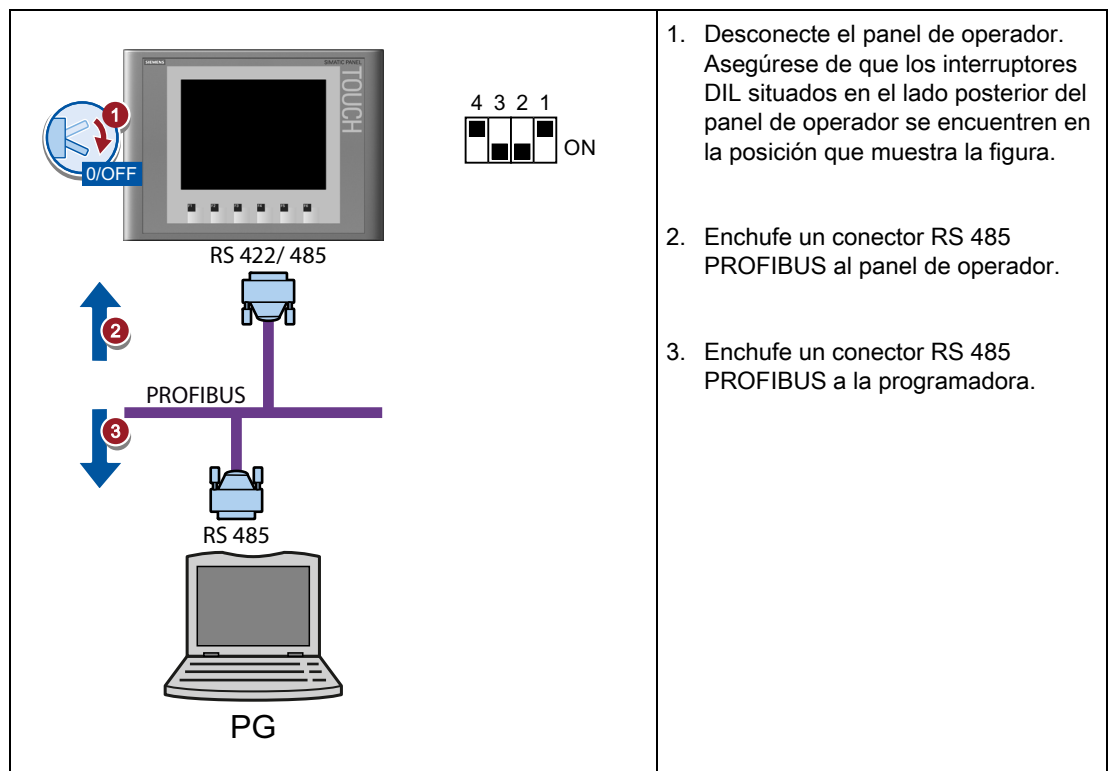 SIEMENS
SIMATIC PANEL
TOUCH
1
0/OFF
4 3 2 1
ON
RS 422/ 485
2
PROFIBUS
3
RS 485
PG
1. Desconecte el panel de operador.
Asegúrese de que los interruptores
DIL situados en el lado posterior del
panel de operador se encuentren en
la posición que muestra la figura.
2. Enchufe un conector RS 485
PROFIBUS al panel de operador.
3. Enchufe un conector RS 485
PROFIBUS a la programadora.